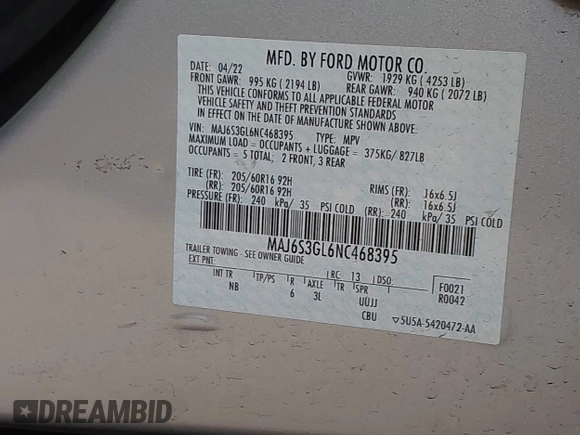 MFD. BY FORD MOTOR CO.
DATE: 04/22 GVWR: 1929 KG ( 4253 LB)
FRONT GAWR: 995 KG ( 2194 LB) REAR GAWR: 940 KG ( 2072 LB)
THIS VEHICLE CONFORMS TO ALL APPLICABLE FEDERAL MOTOR
VEHICLE SAFETY AND THEFT PREVENTION STANDARDS
IN EFFECT ON THE DATE OF MANUFACTURE SHOWN ABOVE.
VIN: MAJ6S3GL6NC468395 TYPE: MPV
MAXIMUM LOAD = OCCUPANTS + LUGGAGE = 375KG/ 827LB
OCCUPANTS = 5 TOTAL; 2 FRONT, 3 REAR
TIRE (FR): 205/60R16 92H RIMS (FR): 16x6.5J
(RR): 205/60R16 92H (RR): 16x6.5J
PRESSURE (FR): 240 kPa/ 35 PSI COLD (RR): 240 kPa/ 35 PSI COLD
MAJ6S3GL6NC468395
TRAILER TOWING - SEE OWNER GUIDE
EXT PNT: RC: 13 DSO: F0021
INT TR TP/PS R AXLE TR SPR R0042
NB 6 3L UUJJ
CBU ▽5U5A-5420472-AA
DREAMBID